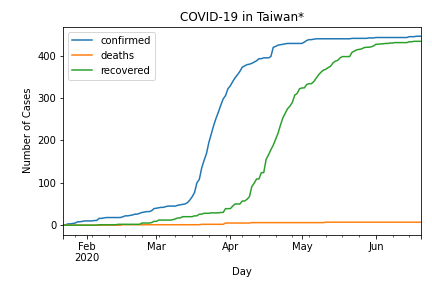 COVID-19 in Taiwan*
confirmed
deaths
recovered
Number of Cases
400
300
200
100
0
Feb
2020
Mar
Apr
May
Jun
Day